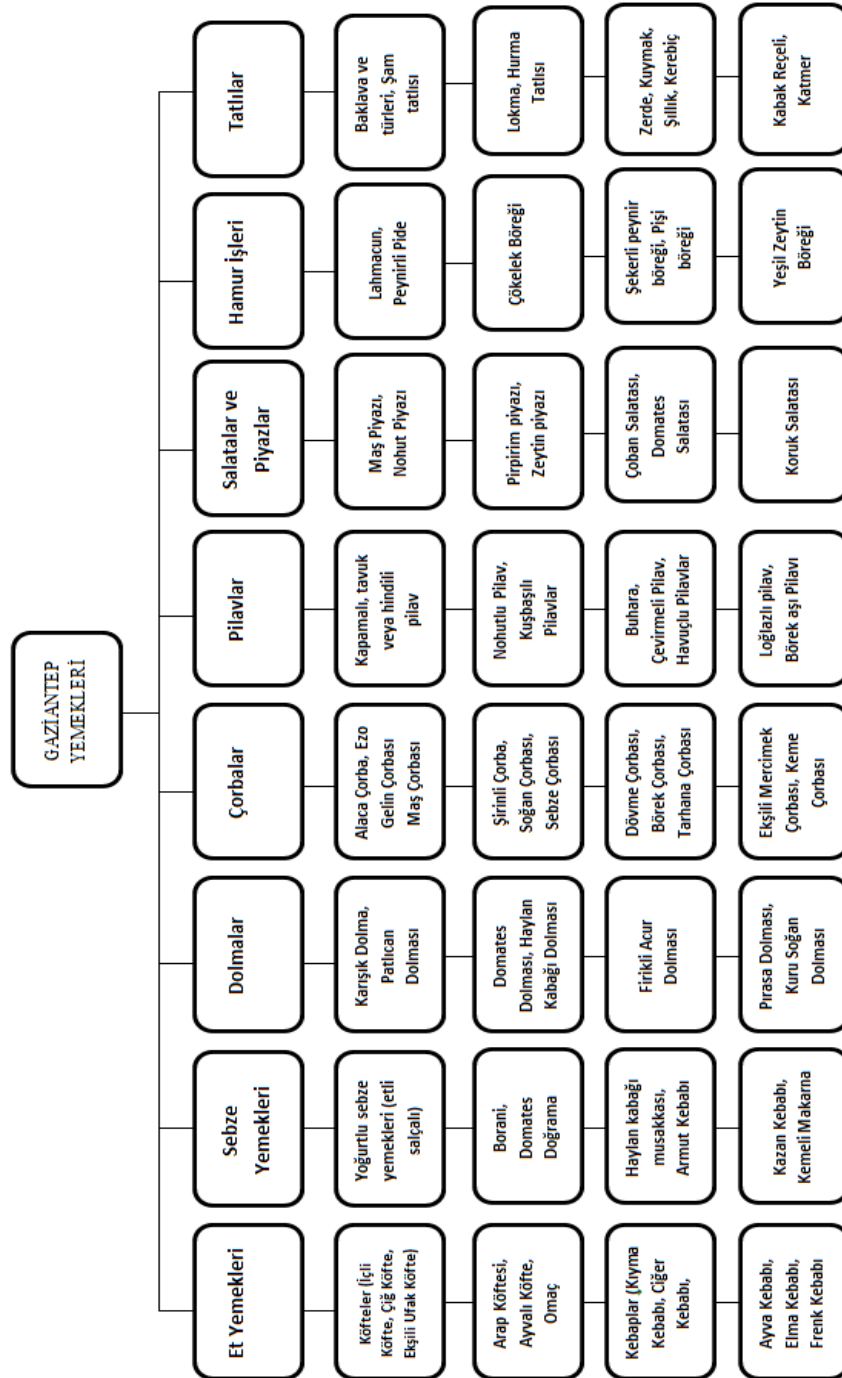 GAZİANTEP
YEMEKLERİ
Et Yemekleri
Köfteler (İçli
Köfte, Çiğ Köfte,
Ekşili Ufak Köfte)
Arap Köftesi,
Ayvalı Köfte,
Omaç
Kebaplar (Kıyma
Kebabı, Ciğer
Kebabı,
Ayva Kebabı,
Elma Kebabı,
Frenk Kebabı
Sebze
Yemekleri
Yoğurtlu sebze
yemekleri (etli
salçalı)
Borani,
Domates
Doğrama
Haylan kabağı
musakkası,
Armut Kebabı
Kazan Kebabı,
Kemeli Makarna
Dolmalar
Karışık Dolma,
Patlıcan
Dolması
Domates
Dolması, Haylan
Kabağı Dolması
Firikli Acur
Dolması
Pırasa Dolması,
Kuru Soğan
Dolması
Çorbalar
Alaca Çorba, Ezo
Gelin Çorbası
Maş Çorbası
Şirinli Çorba,
Soğan Çorbası,
Sebze Çorbası
Dövme Çorbası,
Börek Çorbası,
Tarhana Çorbası
Ekşili Mercimek
Çorbası, Keme
Çorbası
Pilavlar
Kapamalı, tavuk
veya hindili
pilav
Nohutlu Pilav,
Kuşbaşılı
Pilavlar
Buhara,
Çevirmeli Pilav,
Havuçlu Pilavlar
Loğlazlı pilav,
Börek aşı Pilavı
Salatalar ve
Piyazlar
Maş Piyazı,
Nohut Piyazı
Pirpirim piyazı,
Zeytin piyazı
Çoban Salatası,
Domates
Salatası
Koruk Salatası
Hamur İşleri
Lahmacun,
Peynirli Pide
Çökelek Böreği
Şekerli peynir
böreği, Pişi
böreği
Yeşil Zeytin
Böreği
Tatlılar
Baklava ve
türleri, Şam
tatlısı
Lokma, Hurma
Tatlısı
Zerde, Kuymak,
Şıllık, Kerebiç
Kabak Reçeli,
Katmer